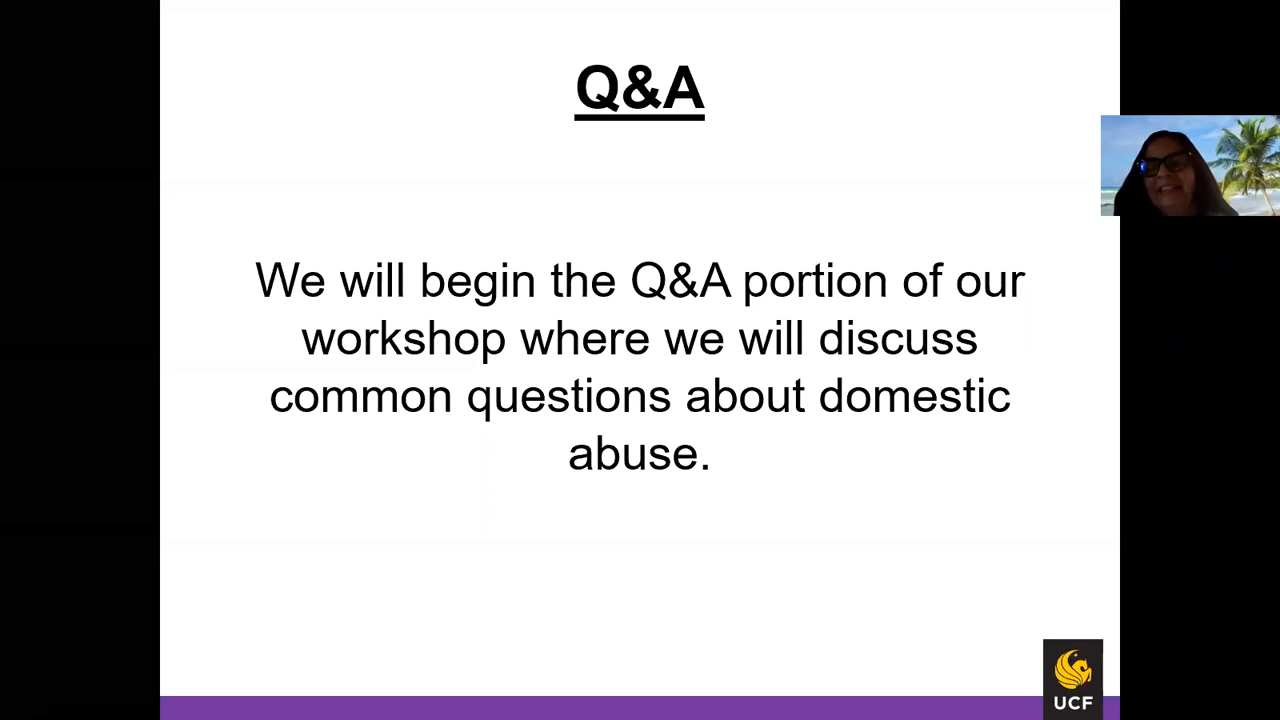 Q&A
We will begin the Q&A portion of our
workshop where we will discuss
common questions about domestic
abuse.
UCF